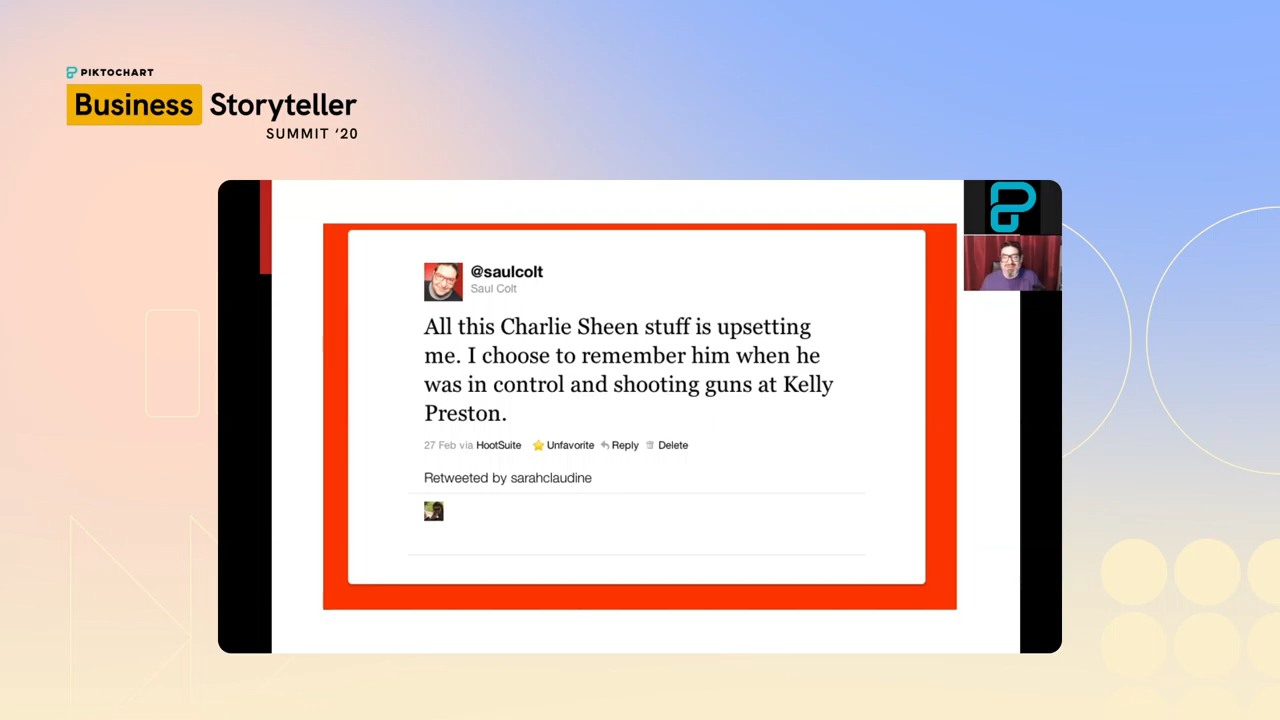 PIKTOCHART
Business Storyteller
SUMMIT ‘20
@saulcolt
Saul Colt
All this Charlie Sheen stuff is upsetting
me. I choose to remember him when he
was in control and shooting guns at Kelly
Preston.
27 Feb via HootSuite Unfavorite Reply Delete
Retweeted by sarahclaudine